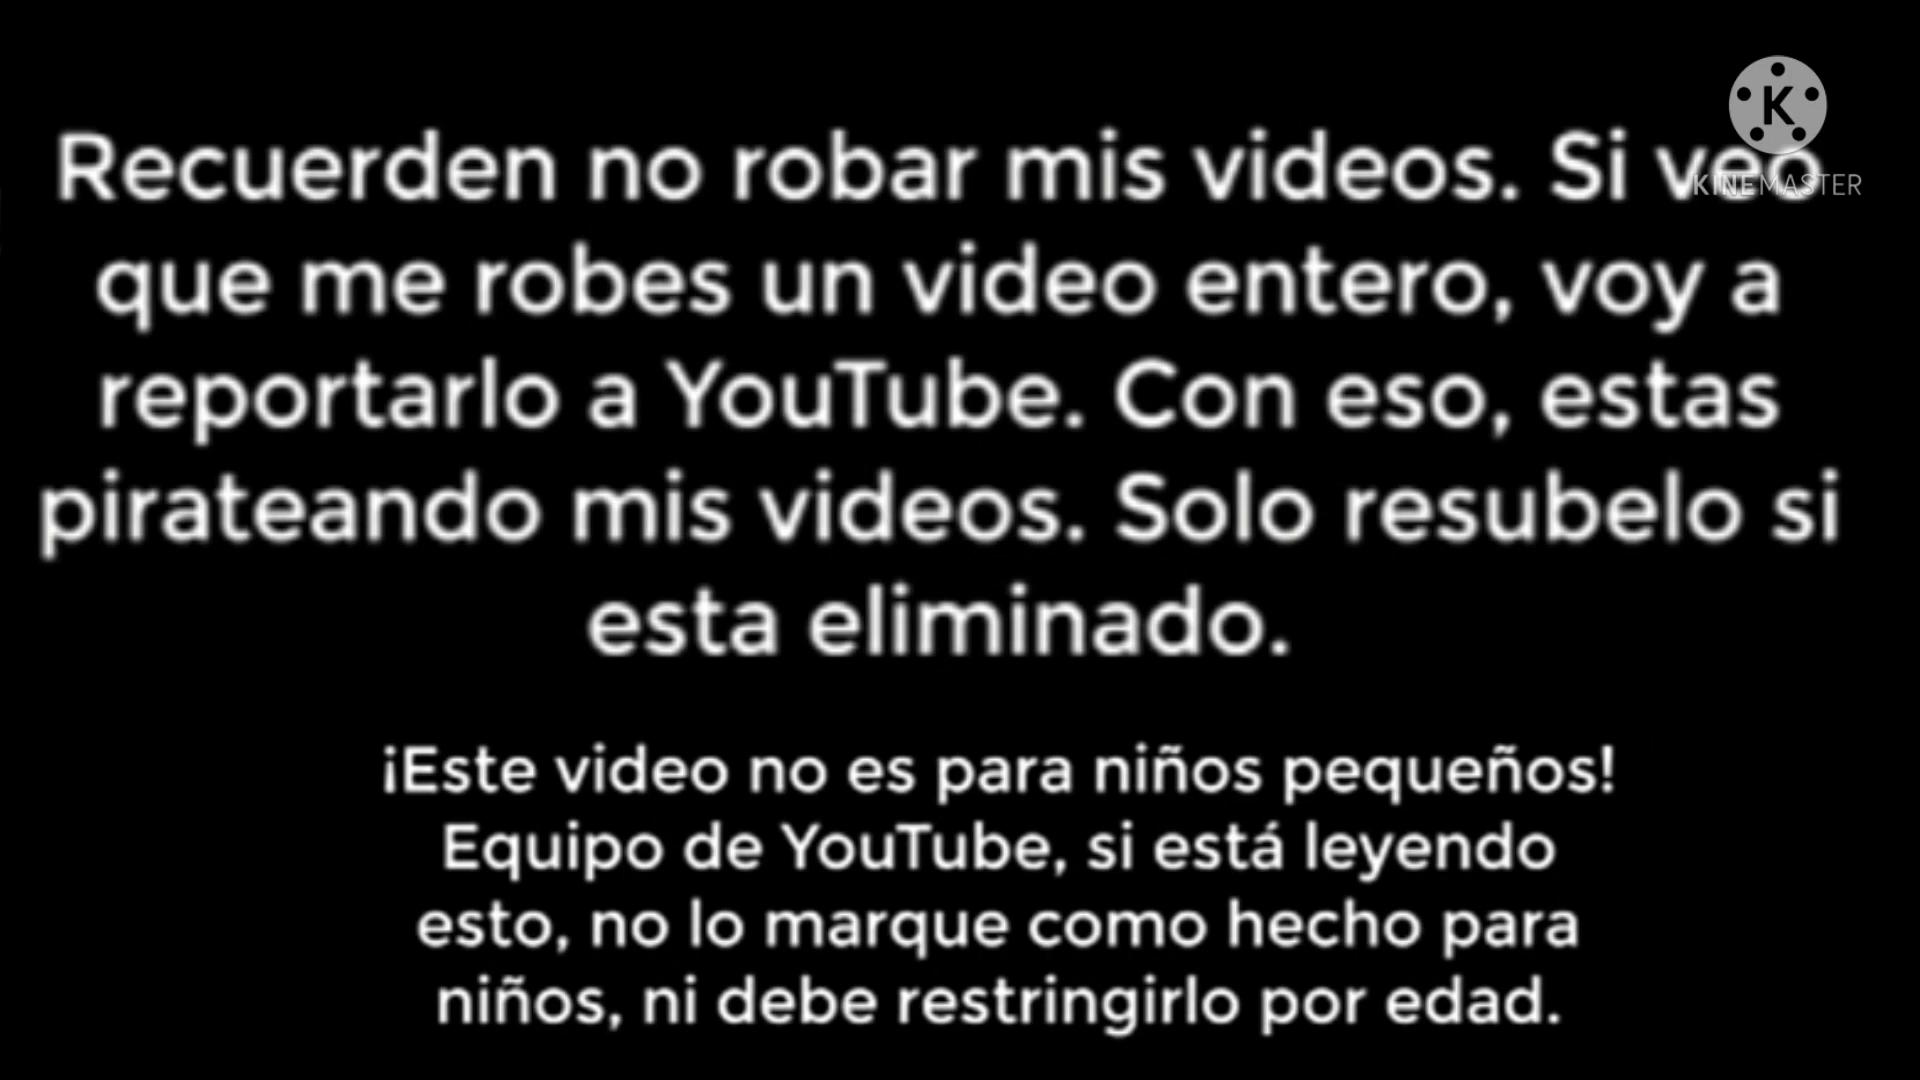 Recuerden no robar mis videos. Si veo
que me robes un video entero, voy a
reportarlo a YouTube. Con eso, estas
pirateando mis videos. Solo resubelo si
esta eliminado.
¡Este video no es para niños pequeños!
Equipo de YouTube, si está leyendo
esto, no lo marque como hecho para
niños, ni debe restringirlo por edad.
K
KINEMASTER